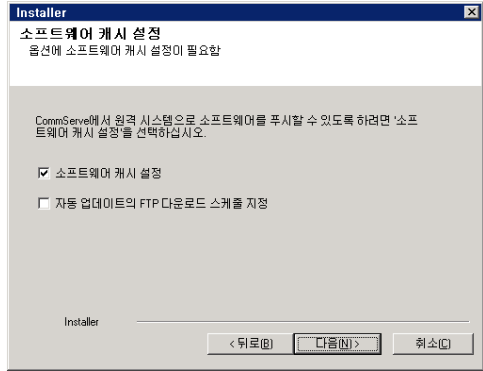 Installer
소프트웨어 캐시 설정
옵션에 소프트웨어 캐시 설정이 필요함
CommServe에서 원격 시스템으로 소프트웨어를 푸시할 수 있도록 하려면 '소프
트웨어 캐시 설정'을 선택하십시오.
소프트웨어 캐시 설정
자동 업데이트의 FTP 다운로드 스케줄 지정
Installer
< 뒤로(B) 다음(N) > 취소(C)